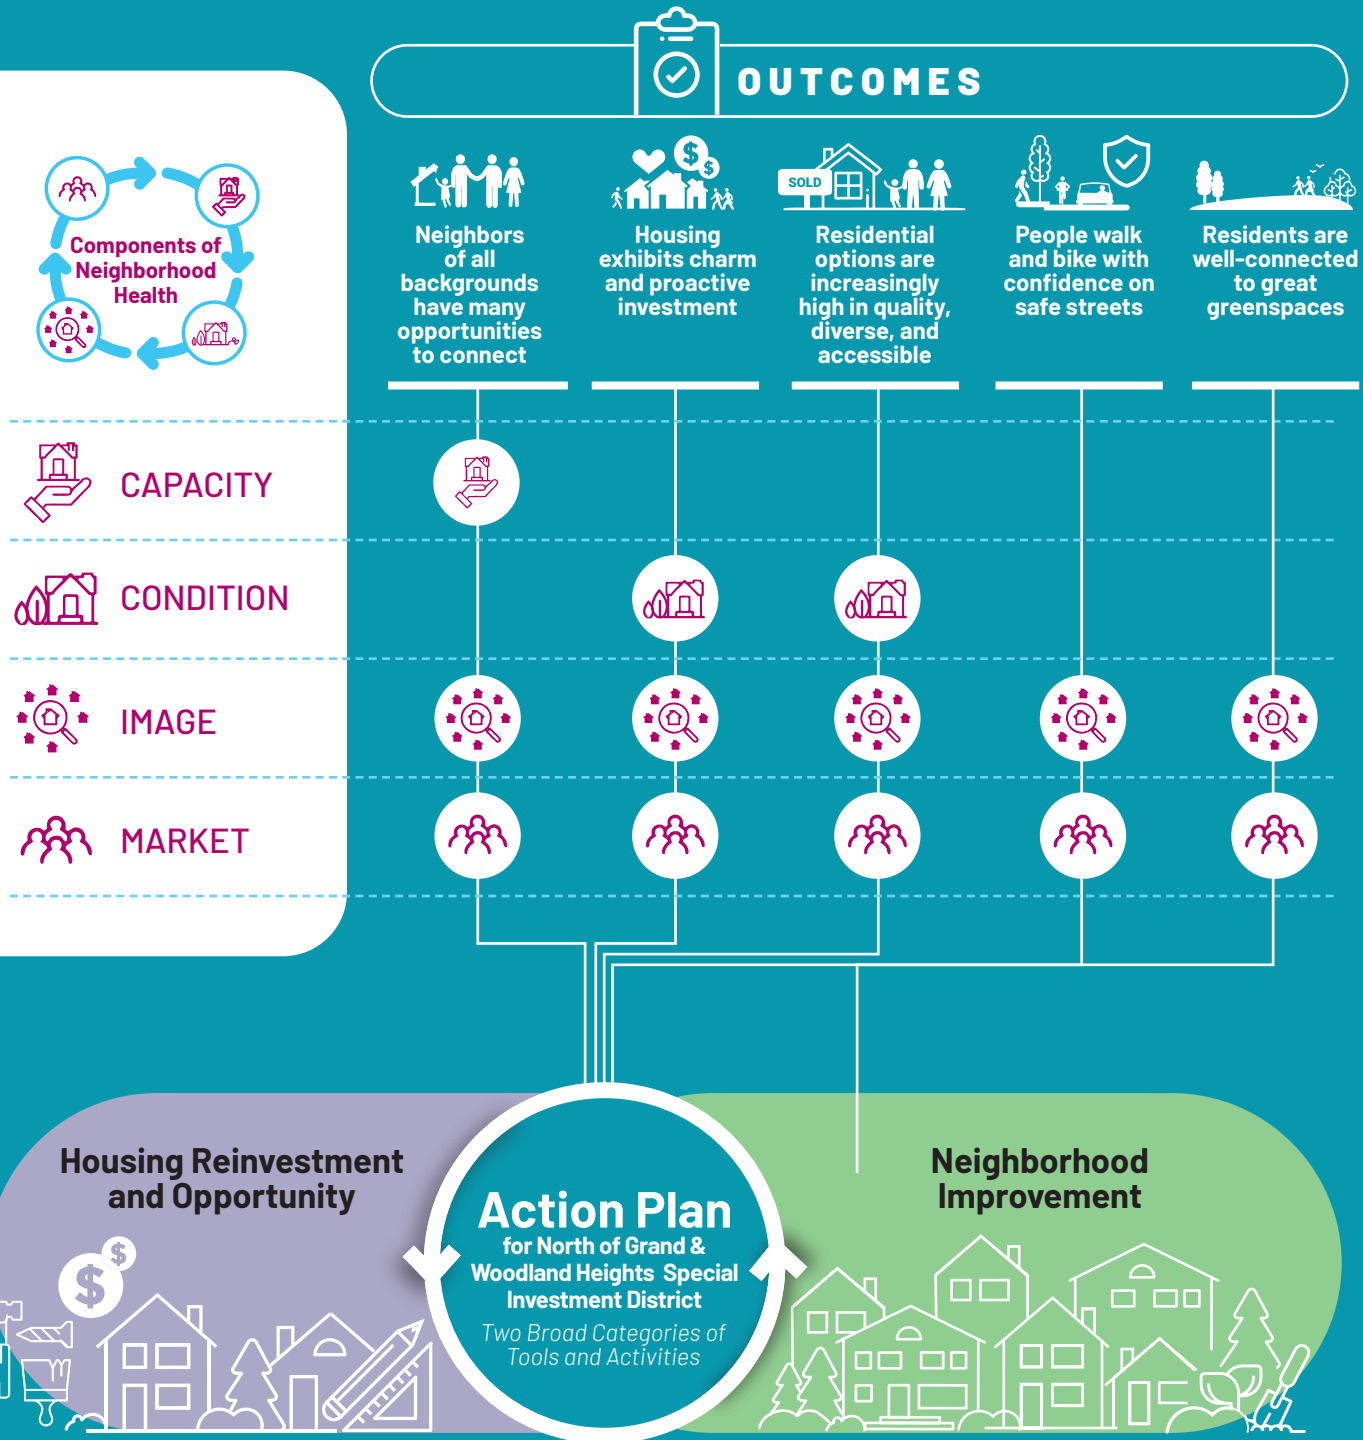 OUTCOMES
Components of
Neighborhood
Health
$
$
SOLD
Neighbors
of all
backgrounds
have many
opportunities
to connect
Housing
exhibits charm
and proactive
investment
Residential
options are
increasingly
high in quality,
diverse, and
accessible
People walk
and bike with
confidence on
safe streets
Residents are
well-connected
to great
greenspaces
CAPACITY
CONDITION
IMAGE
MARKET
Housing Reinvestment
and Opportunity
$
$
Action Plan
for North of Grand &
Woodland Heights Special
Investment District
Two Broad Categories of
Tools and Activities
Neighborhood
Improvement